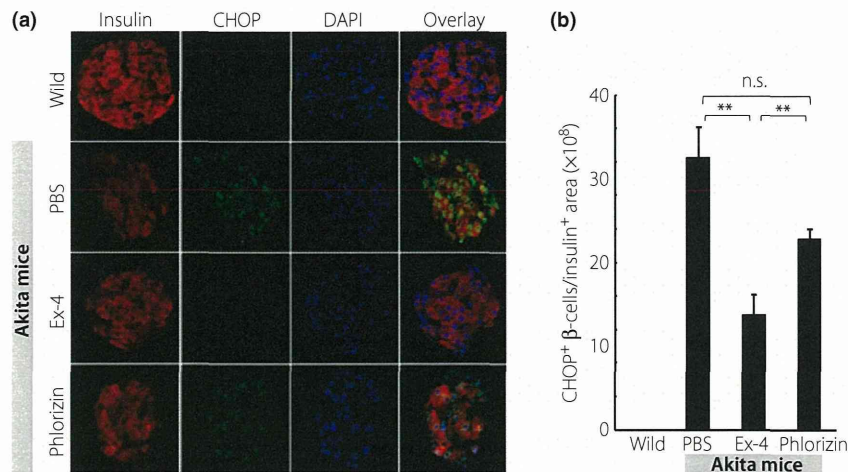 (a)
Insulin CHOP DAPI Overlay
Wild
PBS
Ex-4
Phlorizin
Akita mice
(b)
CHOP⁺ β-cells/insulin⁺ area (×10⁸)
40
30
20
10
0
n.s.
** **
Wild PBS Ex-4 Phlorizin
Akita mice